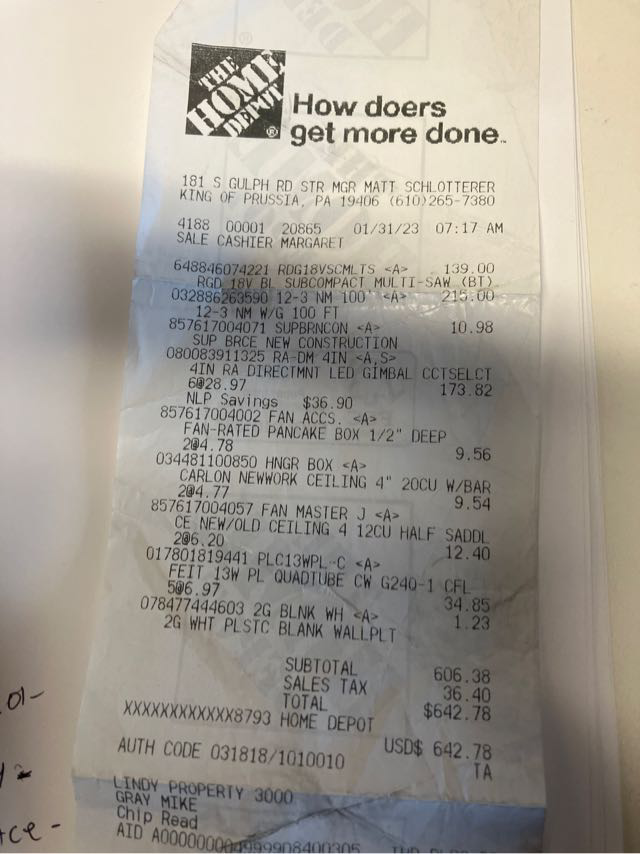 THE
HOME
DEPOT
®
How doers
get more done™
181 S GULPH RD STR MGR MATT SCHLOTTERER
KING OF PRUSSIA, PA 19406 (610)265-7380
4188 00001 20865 01/31/23 07:17 AM
SALE CASHIER MARGARET
648846074221 RDG18VSCMLTS <A> 139.00
RGD 18V BL SUBCOMPACT MULTI-SAW (BT)
032886263590 12-3 NM 100' <A> 215.00
12-3 NM W/G 100 FT
857617004071 SUPBRNCON <A> 10.98
SUP BRCE NEW CONSTRUCTION
080083911325 RA-DM 4IN <A,S>
4IN RA DIRECTMNT LED GIMBAL CCTSELCT
6@28.97 173.82
NLP Savings $36.90
857617004002 FAN ACCS. <A>
FAN-RATED PANCAKE BOX 1/2" DEEP
2@4.78 9.56
034481100850 HNGR BOX <A>
CARLON NEWWORK CEILING 4" 20CU W/BAR
2@4.77 9.54
857617004057 FAN MASTER J <A>
CE NEW/OLD CEILING 4 12CU HALF SADDL
2@6.20 12.40
017801819441 PLC13WPL-C <A>
FEIT 13W PL QUADTUBE CW G24Q-1 CFL
5@6.97 34.85
078477444603 2G BLNK WH <A> 1.23
2G WHT PLSTC BLANK WALLPLT
SUBTOTAL 606.38
SALES TAX 36.40
TOTAL $642.78
XXXXXXXXXXXX8793 HOME DEPOT
USD$ 642.78
AUTH CODE 031818/1010010 TA
LINDY PROPERTY 3000
GRAY MIKE
Chip Read